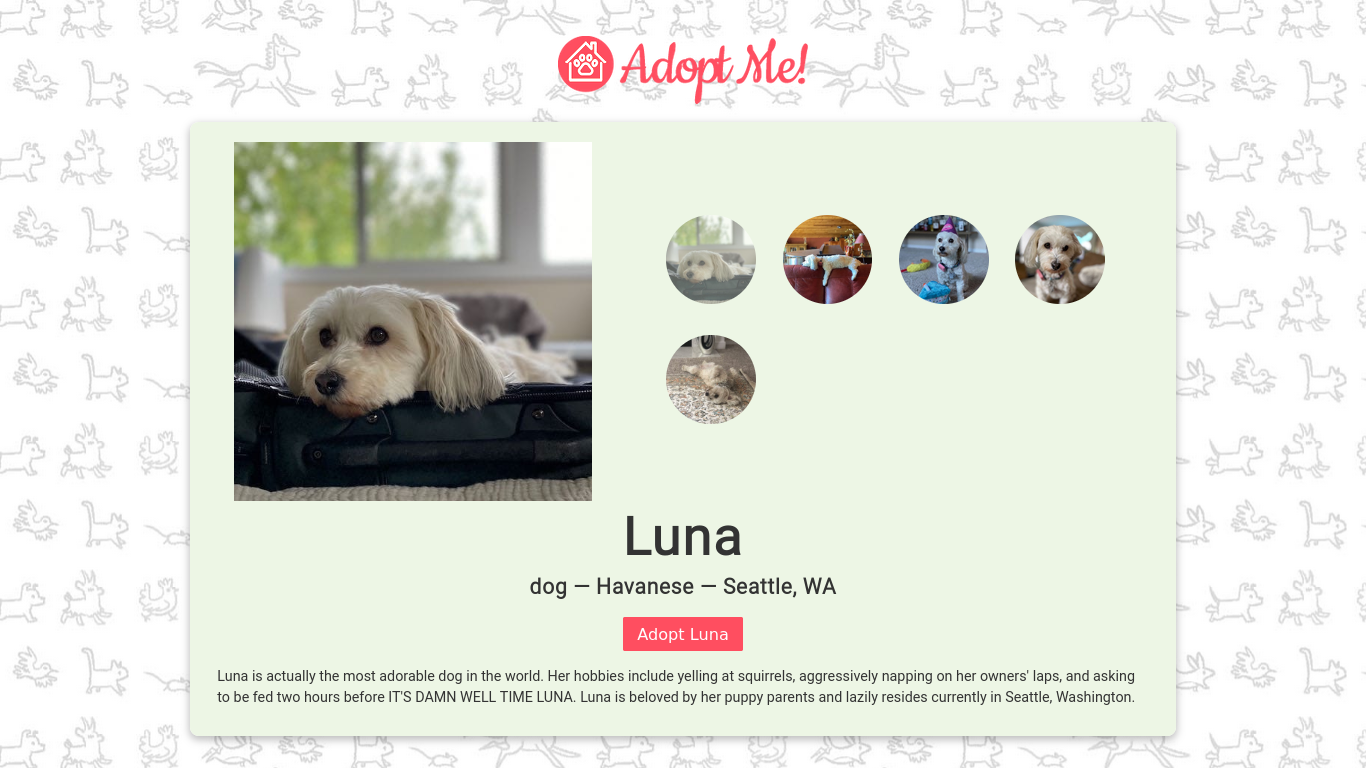 Adopt Me!
Luna
dog — Havanese — Seattle, WA
Adopt Luna
Luna is actually the most adorable dog in the world. Her hobbies include yelling at squirrels, aggressively napping on her owners' laps, and asking
to be fed two hours before IT'S DAMN WELL TIME LUNA. Luna is beloved by her puppy parents and lazily resides currently in Seattle, Washington.